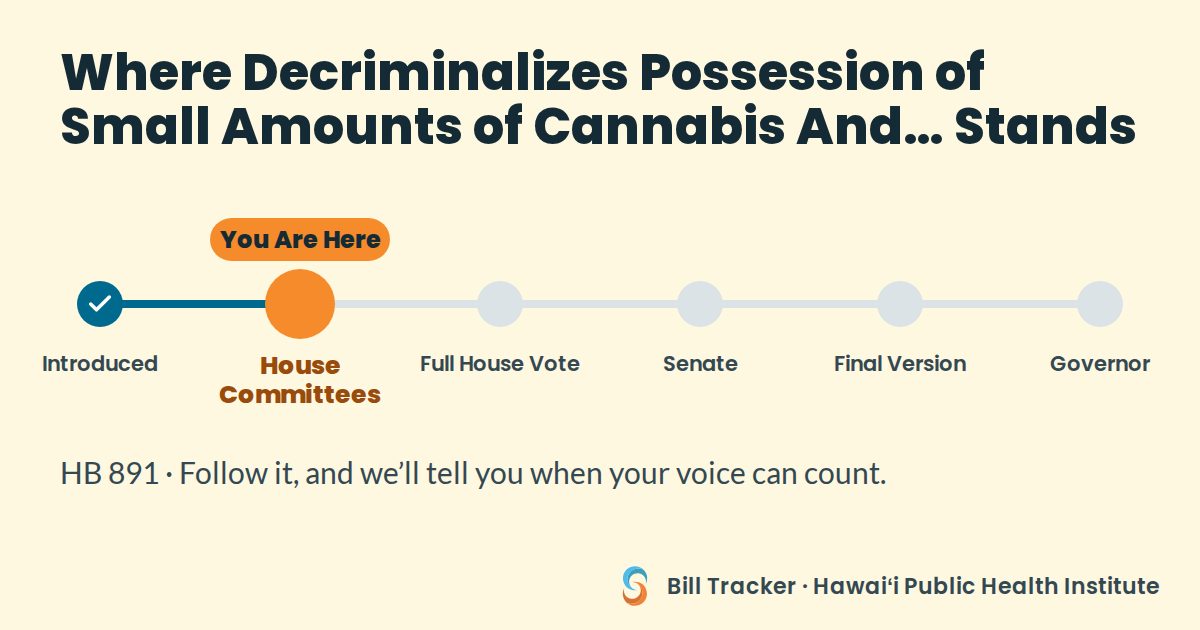 Where Decriminalizes Possession of
Small Amounts of Cannabis And... Stands
You Are Here
Introduced
House
Committees
Full House Vote
Senate
Final Version
Governor
HB 891 · Follow it, and we’ll tell you when your voice can count.
Bill Tracker · Hawaiʻi Public Health Institute